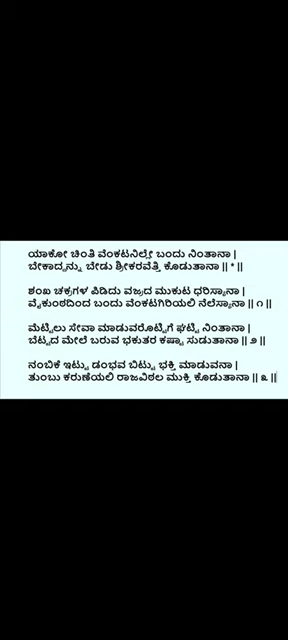 ಯಾಕೋ ಚಿಂತಿ ವೆಂಕಟನಿಲ್ಲೇ ಬಂದು ನಿಂತಾನಾ |
ಬೇಕಾದ್ದನ್ನು ಬೇಡು ಶ್ರೀಕರವೆತ್ತಿ ಕೊಡುತಾನಾ || * ||
ಶಂಖ ಚಕ್ರಗಳ ಪಿಡಿದು ವಜ್ರದ ಮುಕುಟ ಧರಿಸ್ಯಾನಾ |
ವೈಕುಂಠದಿಂದ ಬಂದು ವೆಂಕಟಗಿರಿಯಲಿ ನೆಲೆಸ್ಯಾನಾ || ೧ ||
ಮೆಟ್ಟಿಲು ಸೇವಾ ಮಾಡುವರೊಟ್ಟಿಗೆ ಘಟ್ಟಿ ನಿಂತಾನಾ |
ಬೆಟ್ಟದ ಮೇಲೆ ಬರುವ ಭಕುತರ ಕಷ್ಟಾ ಸುಡುತಾನಾ || ೨ ||
ನಂಬಿಕೆ ಇಟ್ಟು ಡಂಭವ ಬಿಟ್ಟು ಭಕ್ತಿ ಮಾಡುವನಾ |
ತುಂಬು ಕರುಣೆಯಲಿ ರಾಜವಿಠಲ ಮುಕ್ತಿ ಕೊಡುತಾನಾ || ೩ ||